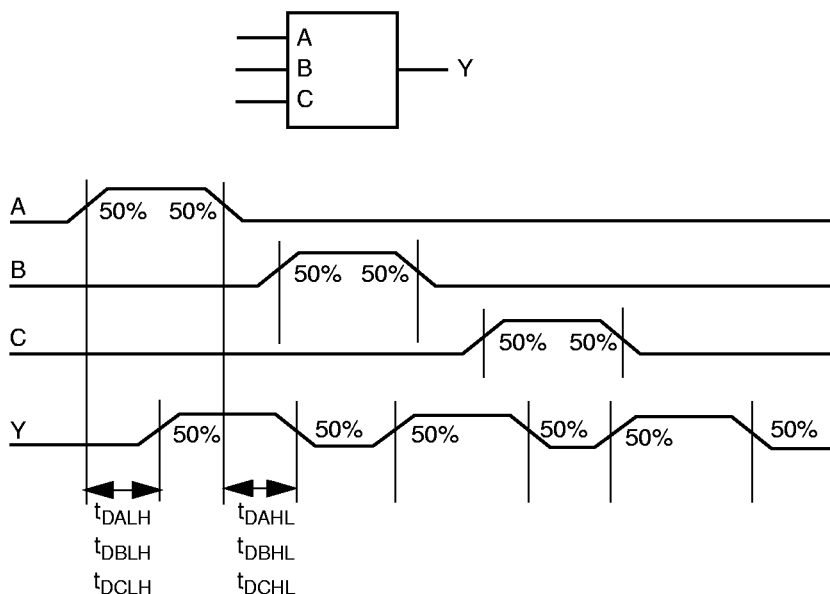 A
B Y
C
A 50% 50%
B 50% 50%
C 50% 50%
Y 50% 50% 50% 50% 50% 50%
tDALH tDAHL
tDBLH tDBHL
tDCLH tDCHL